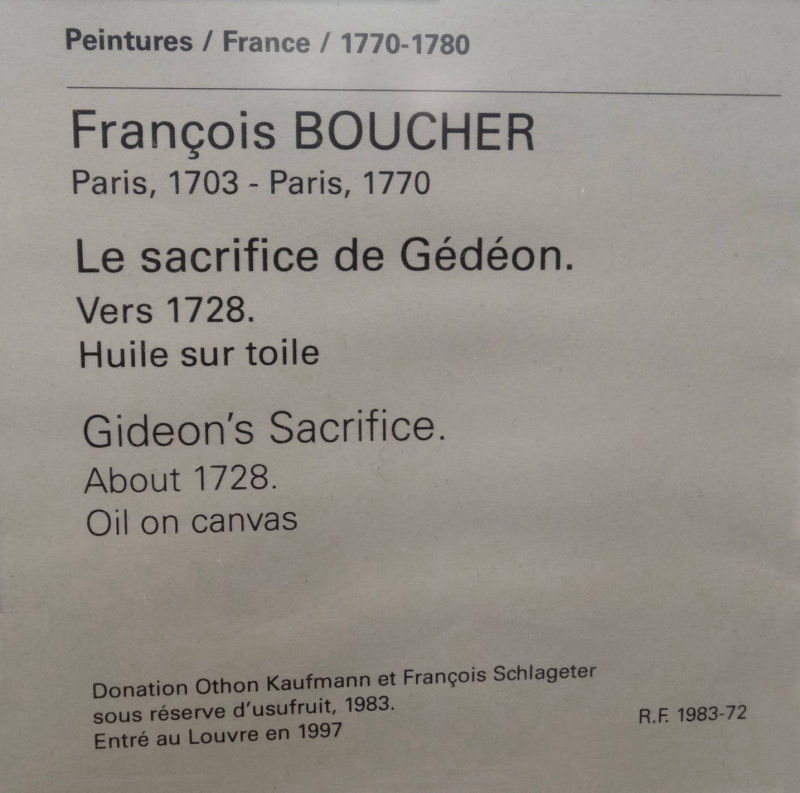 Peintures / France / 1770-1780
François BOUCHER
Paris, 1703 - Paris, 1770
Le sacrifice de Gédéon.
Vers 1728.
Huile sur toile
Gideon's Sacrifice.
About 1728.
Oil on canvas
Donation Othon Kaufmann et François Schlageter
sous réserve d'usufruit, 1983.
Entré au Louvre en 1997
R.F. 1983-72